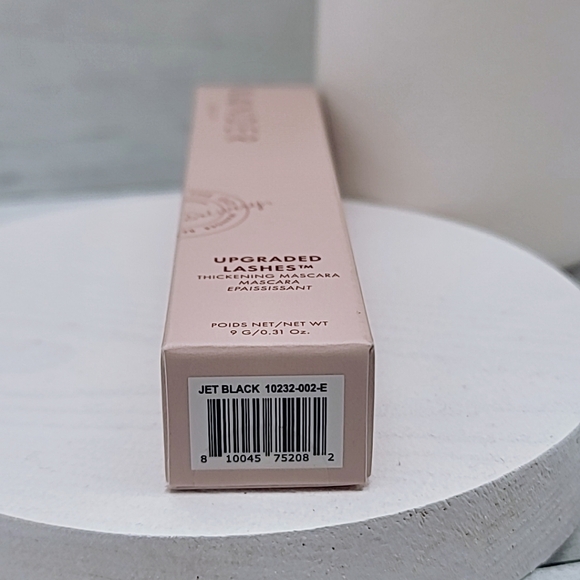 UPGRADED
LASHES™
THICKENING MASCARA
MASCARA
EPAISSISSANT
POIDS NET/NET WT
9 G/0.31 Oz.
JET BLACK 10232-002-E
8 10045 75208 2